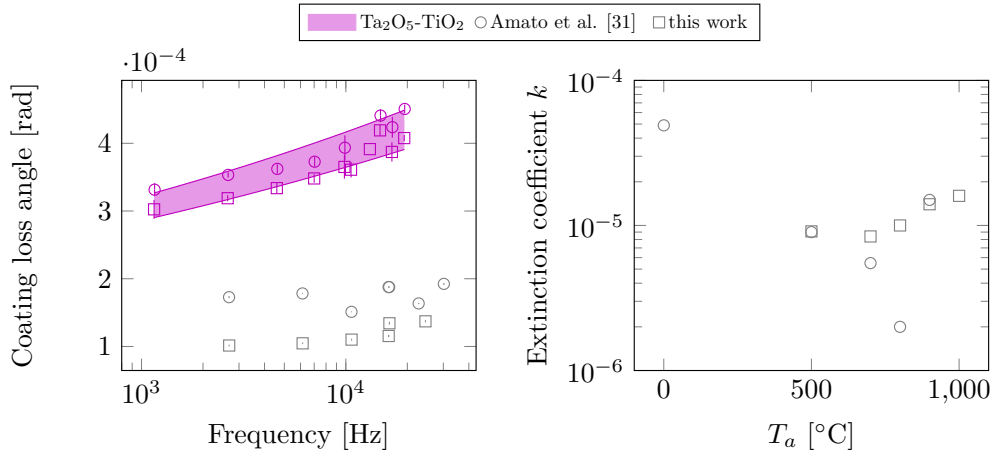 Ta₂O₅-TiO₂ Amato et al. [31] this work
·10⁻⁴
Coating loss angle [rad]
4
3
2
1
10³ 10⁴
Frequency [Hz]
Extinction coefficient k
10⁻⁴
10⁻⁵
10⁻⁶
0 500 1,000
Tₐ [°C]